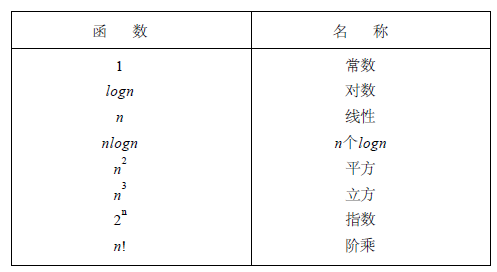 函 数 名 称
1 常数
logn 对数
n 线性
nlogn n个logn
n² 平方
n³ 立方
2ⁿ 指数
n! 阶乘